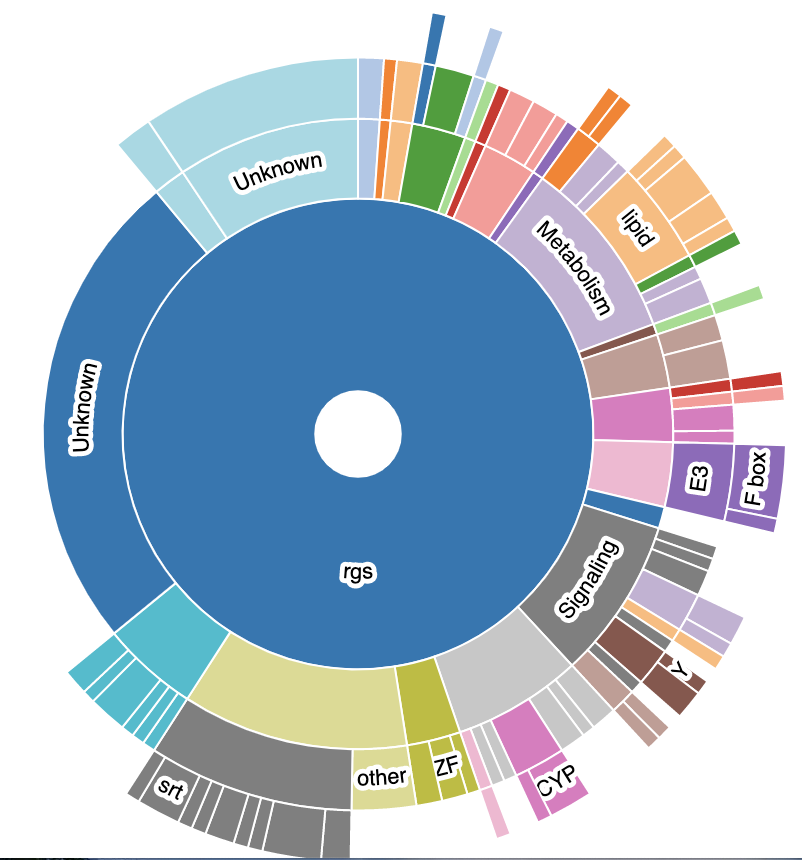 Unknown
lipid
Metabolism
Unknown
E3
F box
rgs
Signaling
Y
ZF
other
CYP
srt